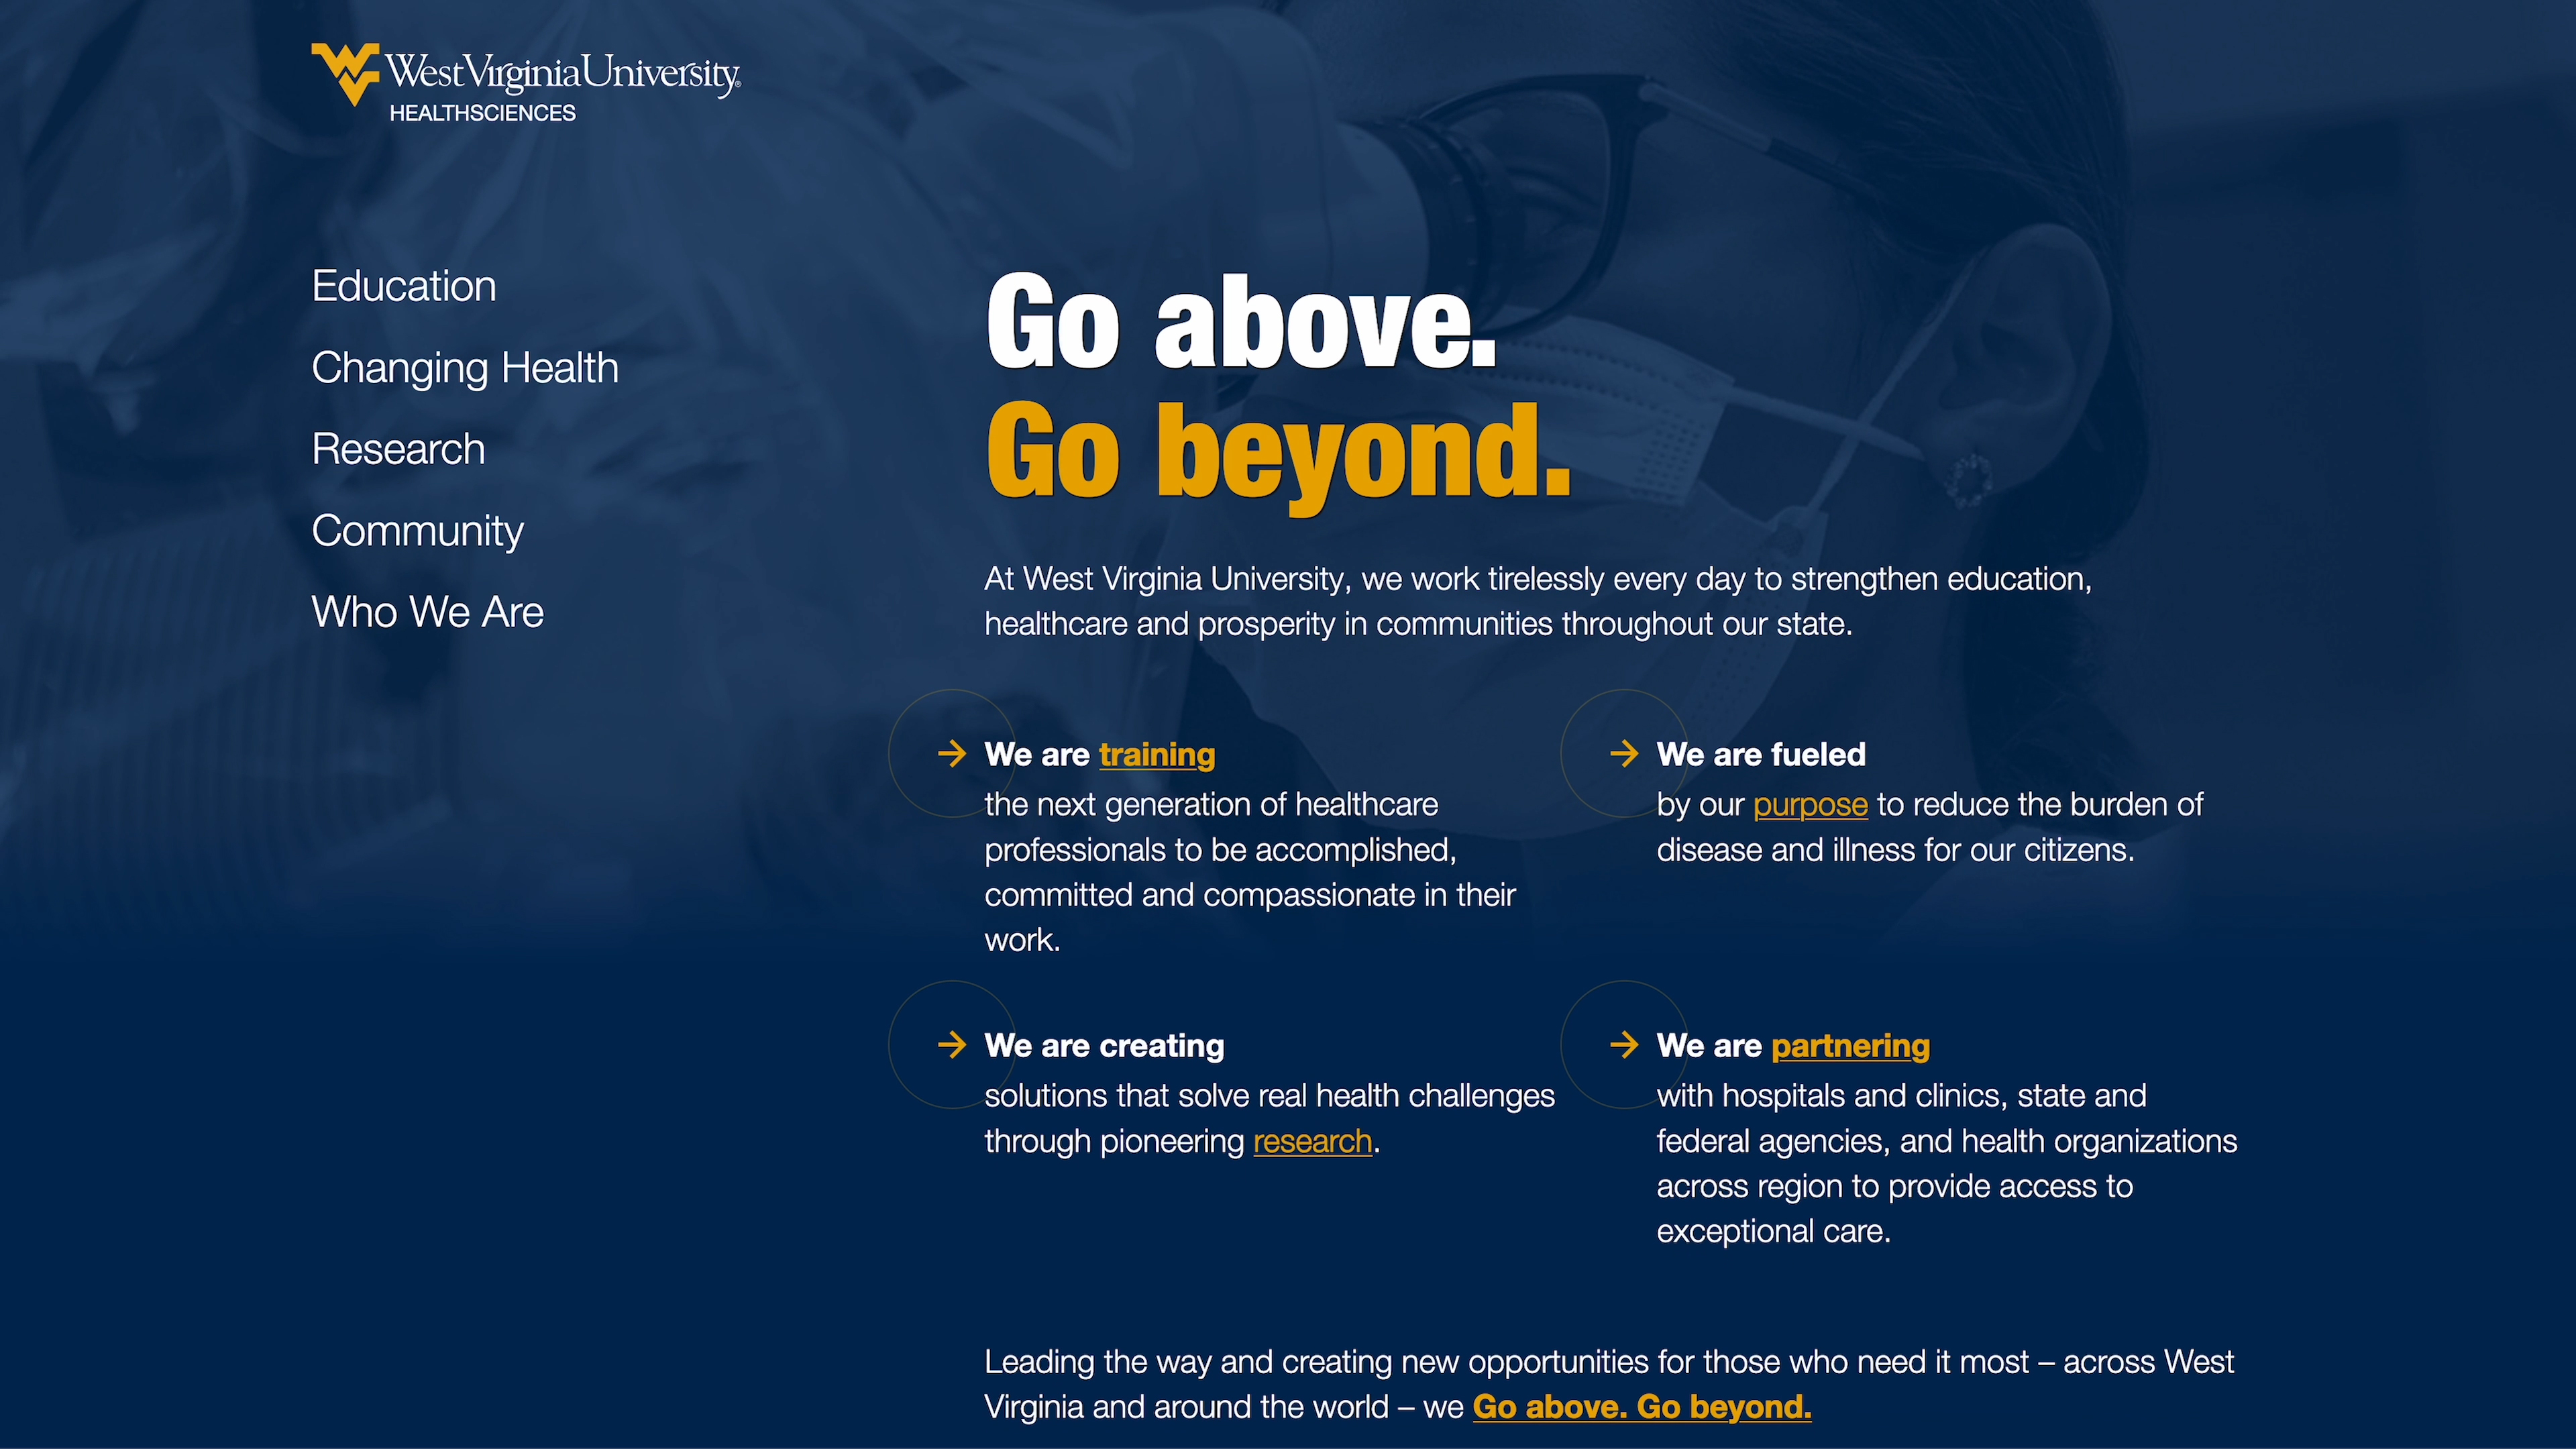 WestVirginiaUniversity®
HEALTHSCIENCES
Education
Changing Health
Research
Community
Who We Are
Go above.
Go beyond.
At West Virginia University, we work tirelessly every day to strengthen education,
healthcare and prosperity in communities throughout our state.
We are training
the next generation of healthcare
professionals to be accomplished,
committed and compassionate in their
work.
We are fueled
by our purpose to reduce the burden of
disease and illness for our citizens.
We are creating
solutions that solve real health challenges
through pioneering research.
We are partnering
with hospitals and clinics, state and
federal agencies, and health organizations
across region to provide access to
exceptional care.
Leading the way and creating new opportunities for those who need it most – across West
Virginia and around the world – we Go above. Go beyond.